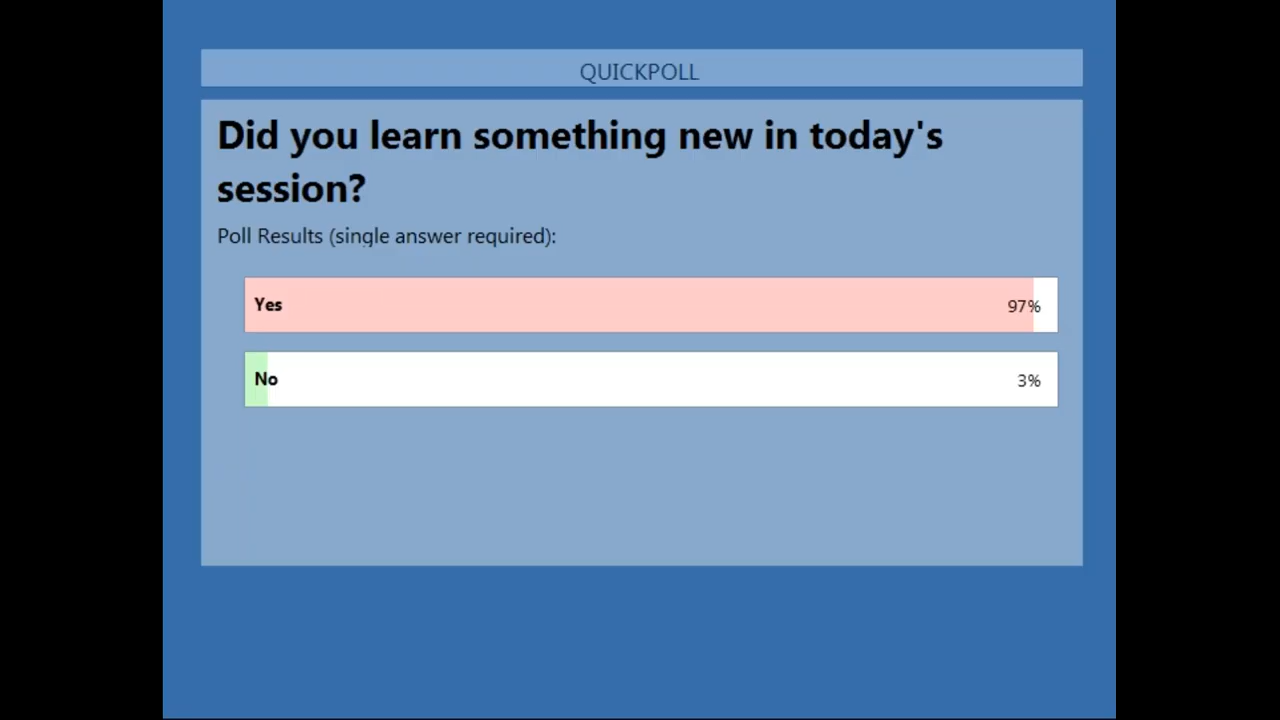 QUICKPOLL
Did you learn something new in today's
session?
Poll Results (single answer required):
Yes 97%
No 3%